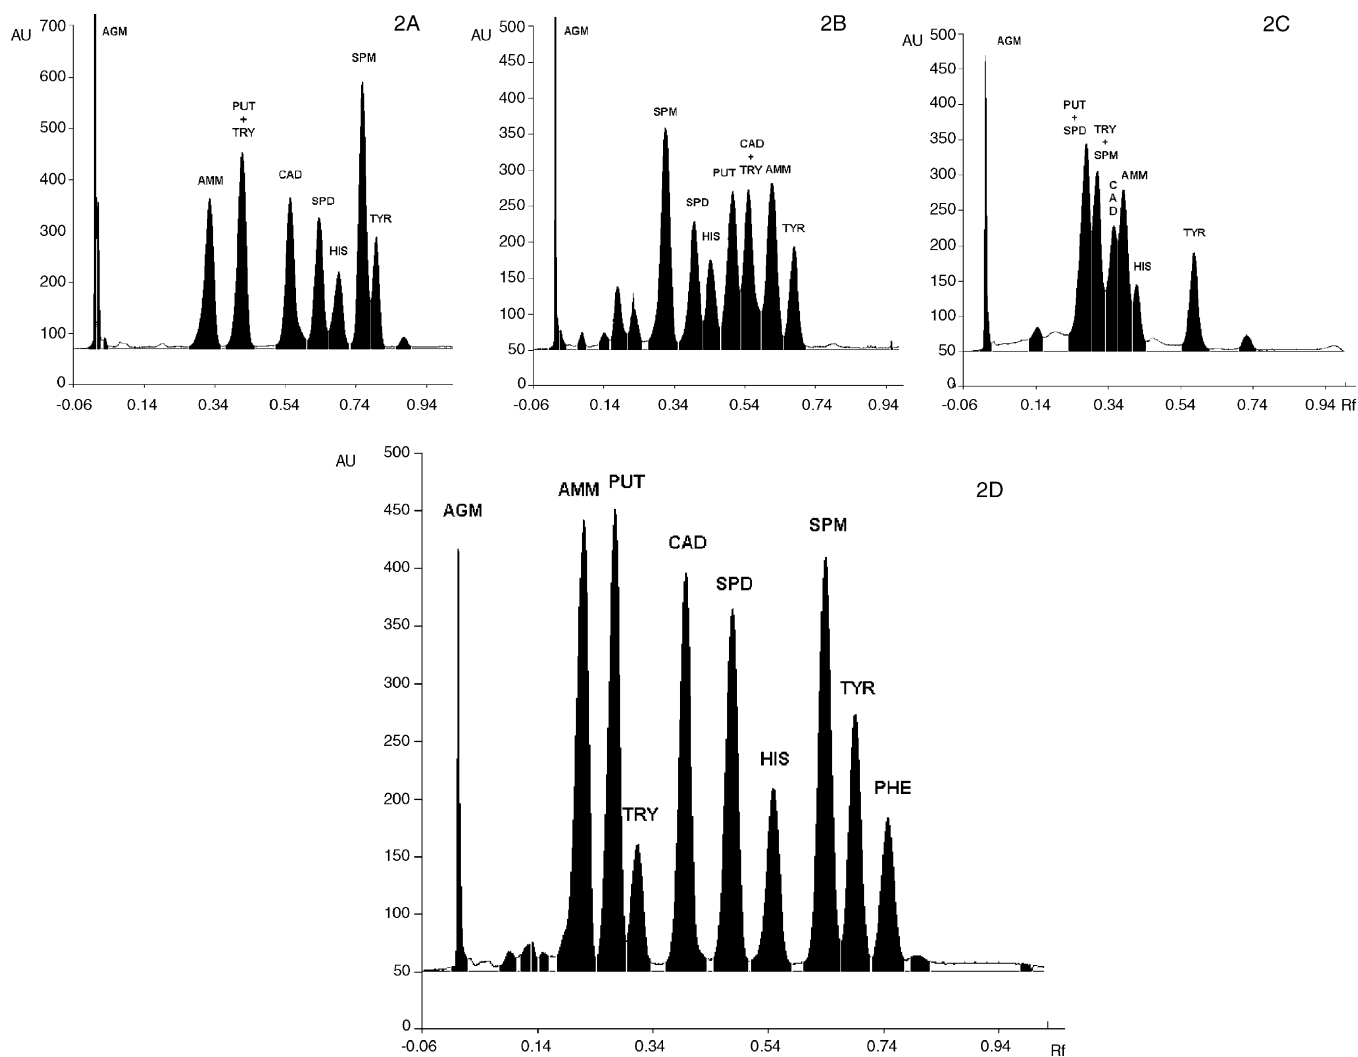 2A
AU
700
600
500
400
300
200
100
0
-0.06 0.14 0.34 0.54 0.74 0.94
AGM
AMM
PUT
+
TRY
CAD
SPD
HIS
SPM
TYR
2B
AU
500
450
400
350
300
250
200
150
100
50
0
-0.06 0.14 0.34 0.54 0.74 0.94
AGM
SPM
SPD
HIS
PUT
CAD
+
TRY
AMM
TYR
2C
AU
500
450
400
350
300
250
200
150
100
50
0
-0.06 0.14 0.34 0.54 0.74 0.94 Rf
AGM
PUT
+
SPD
TRY
+
SPM
C
A
D
AMM
HIS
TYR
2D
AU
500
450
400
350
300
250
200
150
100
50
0
-0.06 0.14 0.34 0.54 0.74 0.94 Rf
AGM
AMM
PUT
TRY
CAD
SPD
HIS
SPM
TYR
PHE